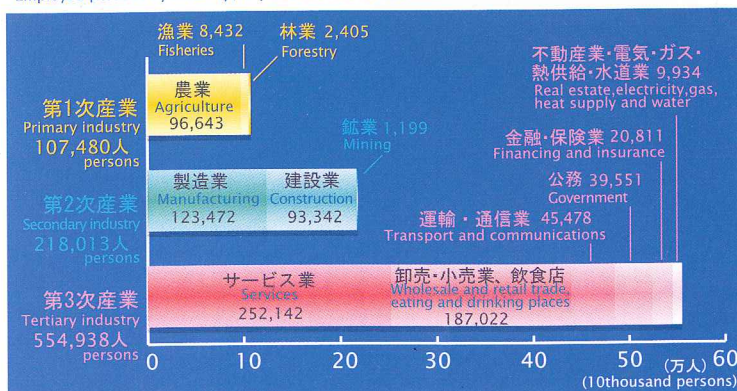 漁業 8,432
Fisheries
林業 2,405
Forestry
農業
Agriculture
96,643
第1次産業
Primary industry
107,480人
persons
鉱業 1,199
Mining
製造業
Manufacturing
123,472
建設業
Construction
93,342
第2次産業
Secondary industry
218,013人
persons
不動産業・電気・ガス・
熱供給・水道業 9,934
Real estate,electricity,gas,
heat supply and water
金融・保険業 20,811
Financing and insurance
公務 39,551
Government
運輸・通信業 45,478
Transport and communications
サービス業
Services
252,142
卸売・小売業、飲食店
Wholesale and retail trade,
eating and drinking places
187,022
第3次産業
Tertiary industry
554,938人
persons
0 10 20 30 40 50 (万人) 60
(10thousand persons)